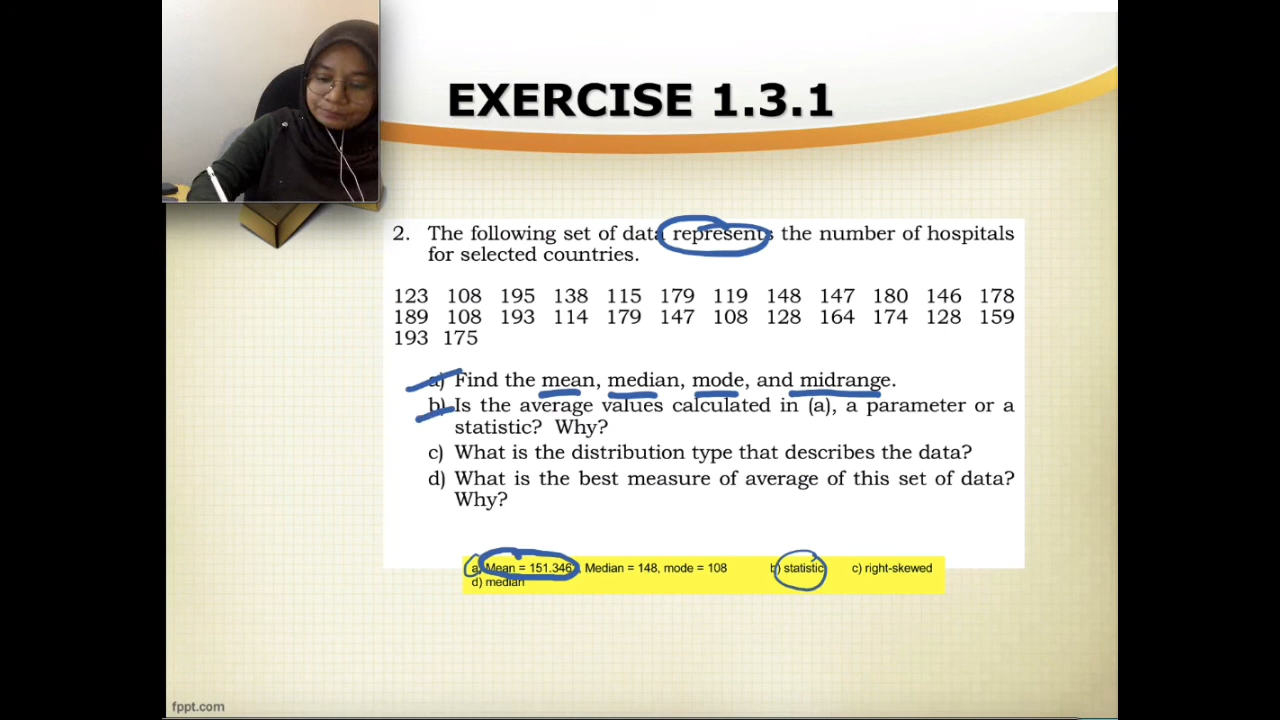 EXERCISE 1.3.1
2. The following set of data represents the number of hospitals
for selected countries.
123 108 195 138 115 179 119 148 147 180 146 178
189 108 193 114 179 147 108 128 164 174 128 159
193 175
a) Find the mean, median, mode, and midrange.
b) Is the average values calculated in (a), a parameter or a
statistic? Why?
c) What is the distribution type that describes the data?
d) What is the best measure of average of this set of data?
Why?
a) Mean = 151.3462, Median = 148, mode = 108 b) statistic c) right-skewed
d) median
fppt.com